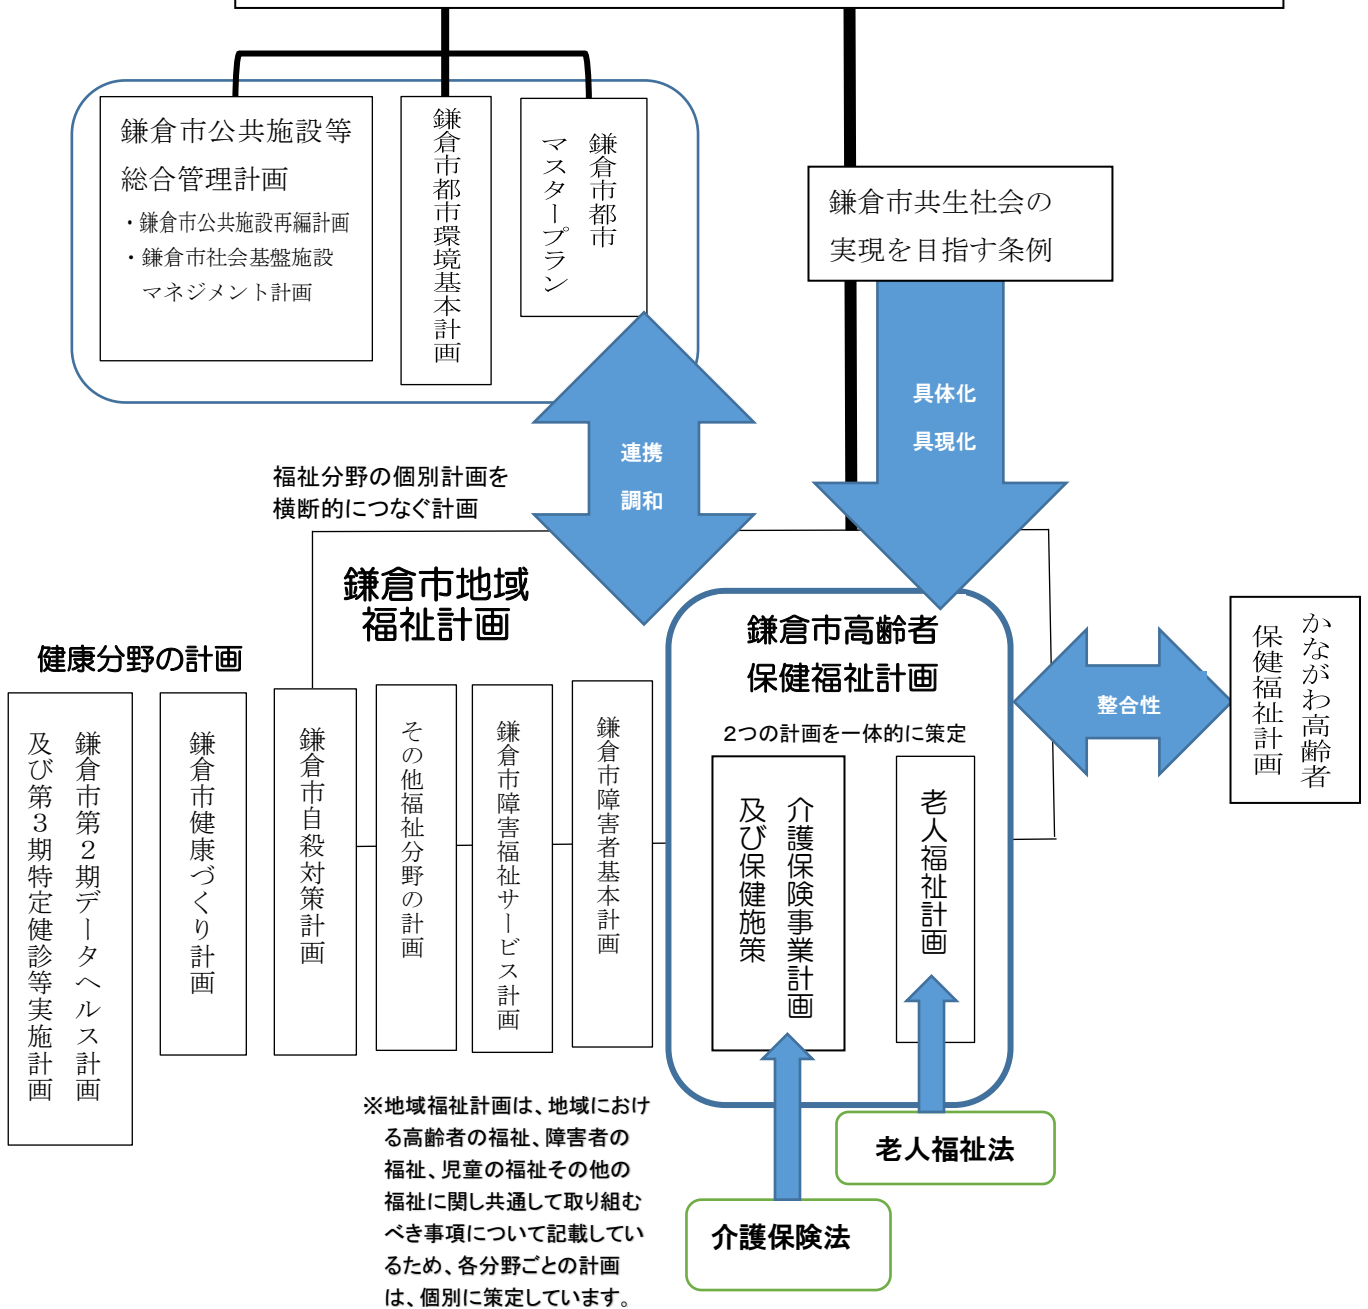 鎌倉市公共施設等
総合管理計画
・鎌倉市公共施設再編計画
・鎌倉市社会基盤施設
マネジメント計画
鎌倉市都市環境基本計画
鎌倉市都市
マスタープラン
鎌倉市共生社会の
実現を目指す条例
具体化
具現化
連携
調和
福祉分野の個別計画を
横断的につなぐ計画
鎌倉市地域
福祉計画
鎌倉市高齢者
保健福祉計画
2つの計画を一体的に策定
整合性
かながわ高齢者
保健福祉計画
健康分野の計画
鎌倉市第2期データヘルス計画
及び第3期特定健診等実施計画
鎌倉市健康づくり計画
鎌倉市自殺対策計画
その他福祉分野の計画
鎌倉市障害福祉サービス計画
鎌倉市障害者基本計画
介護保険事業計画
及び保健施策
老人福祉計画
老人福祉法
介護保険法
※地域福祉計画は、地域におけ
る高齢者の福祉、障害者の
福祉、児童の福祉その他の
福祉に関し共通して取り組む
べき事項について記載してい
るため、各分野ごとの計画
は、個別に策定しています。